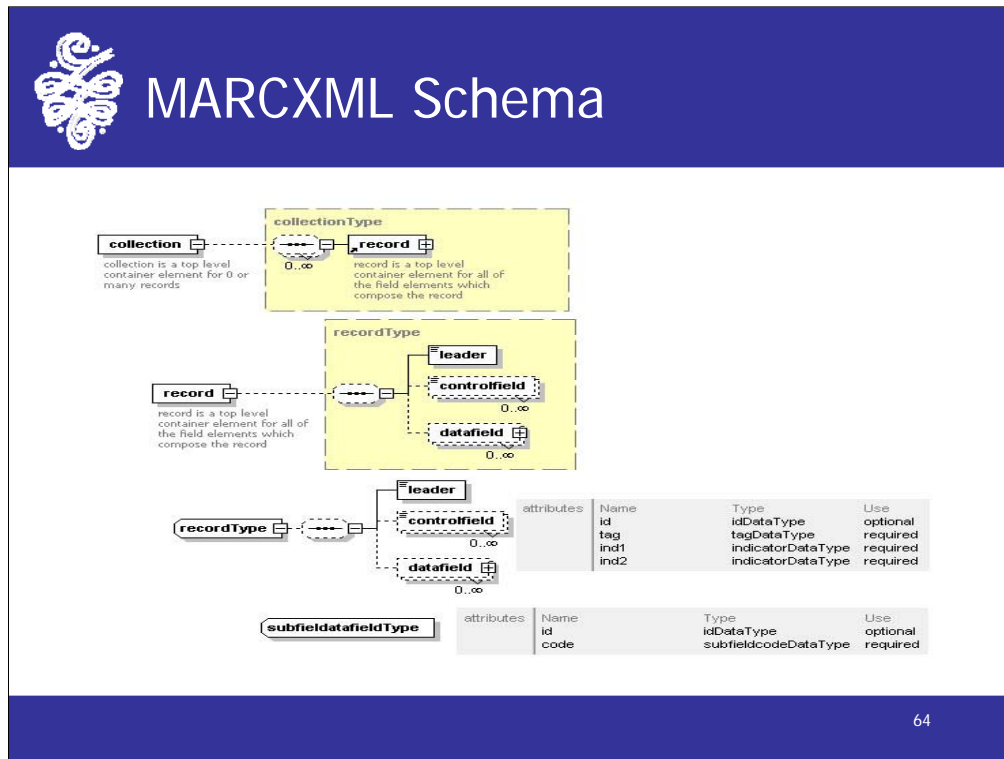 MARCXML Schema
collectionType
collection
record
0..∞
collection is a top level
container element for 0 or
many records
record is a top level
container element for all of
the field elements which
compose the record
recordType
leader
record
controlfield
0..∞
record is a top level
container element for all of
the field elements which
compose the record
datafield
0..∞
leader
recordType
controlfield
0..∞
datafield
0..∞
attributes Name Type Use
id idDataType optional
tag tagDataType required
ind1 indicatorDataType required
ind2 indicatorDataType required
subfieldatafieldType
attributes Name Type Use
id idDataType optional
code subfieldcodeDataType required
64